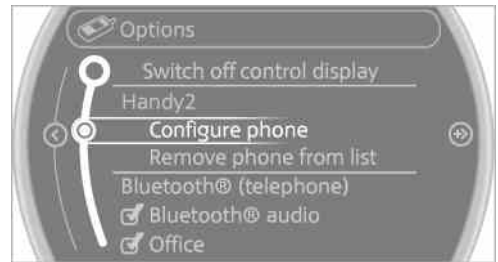 Options
Switch off control display
Handy2
Configure phone
Remove phone from list
Bluetooth® (telephone)
Bluetooth® audio
Office